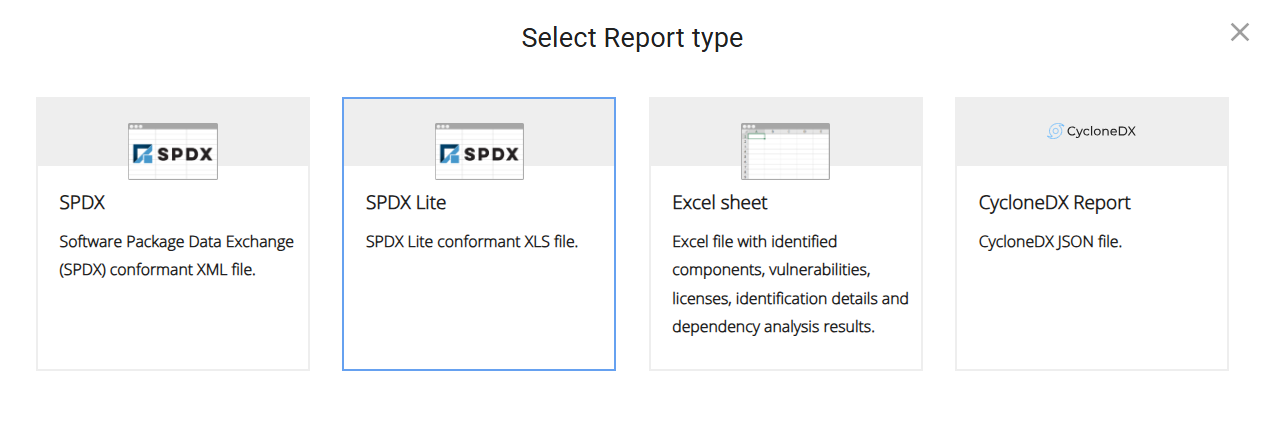 Select Report type
SPDX
SPDX
CycloneDX
SPDX
SPDX Lite
Excel sheet
CycloneDX Report
Software Package Data Exchange
(SPDX) conformant XML file.
SPDX Lite conformant XLS file.
Excel file with identified
components, vulnerabilities,
licenses, identification details and
dependency analysis results.
CycloneDX JSON file.